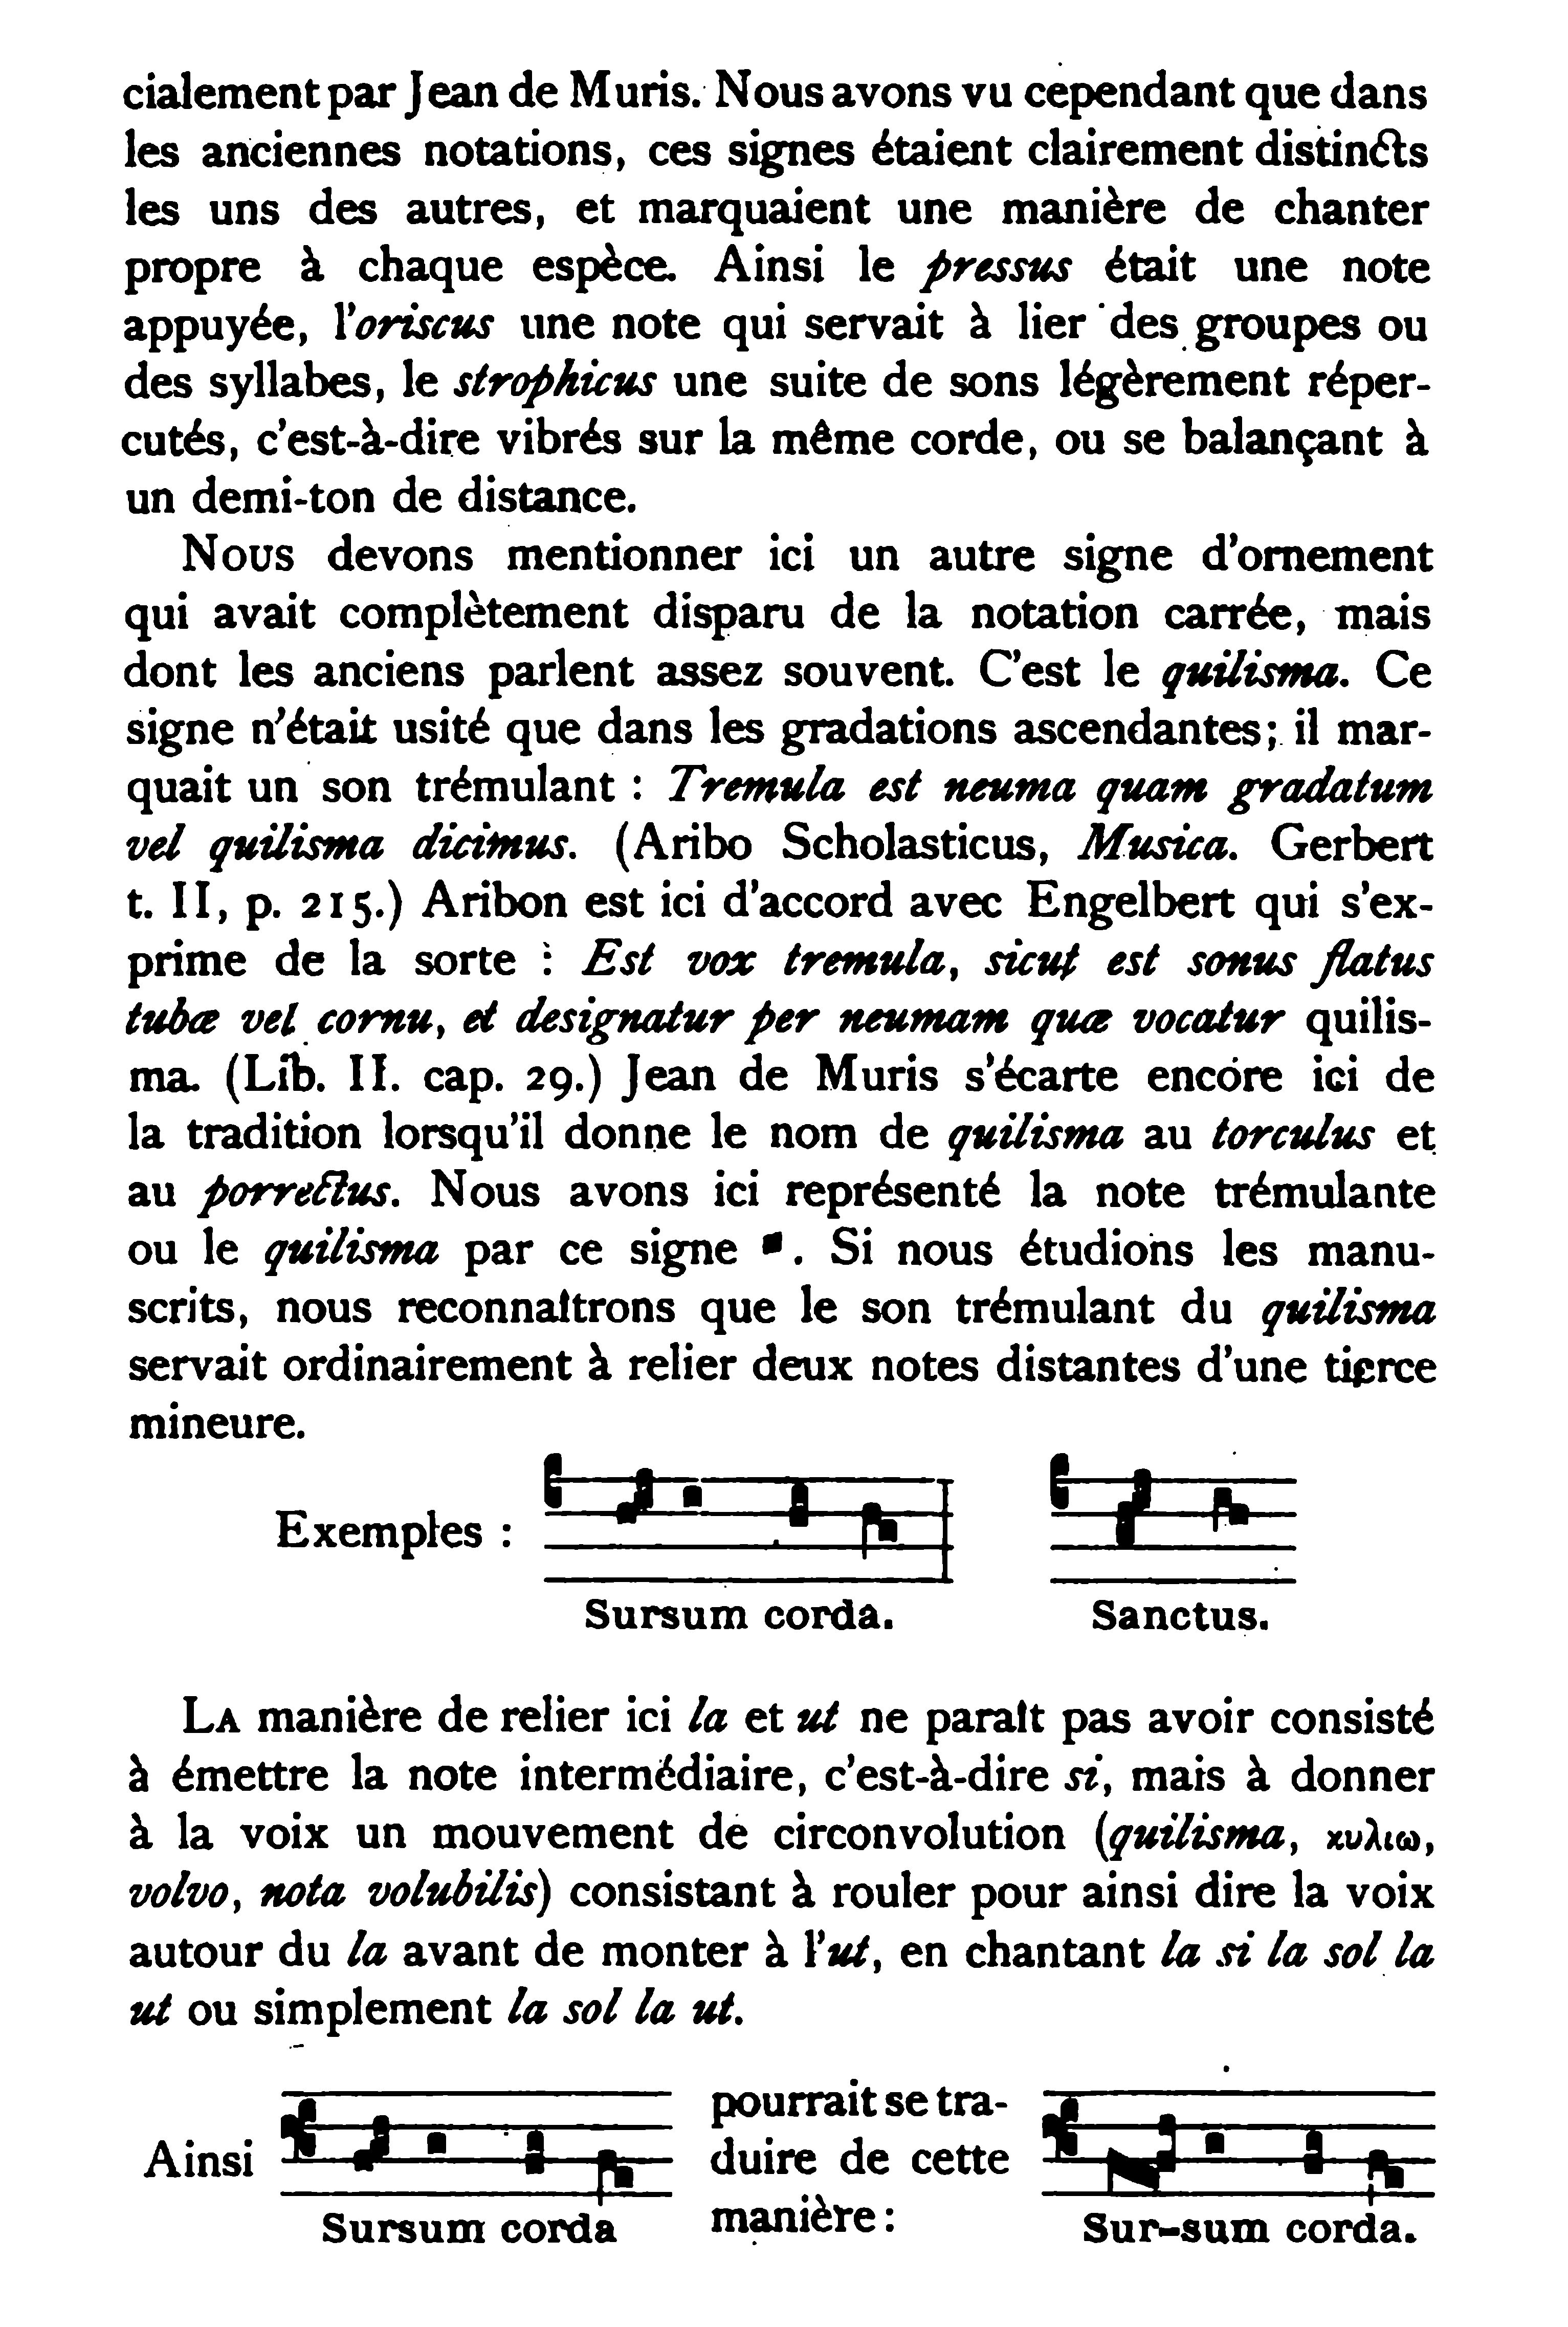 cialement par Jean de Muris. Nous avons vu cependant que dans
les anciennes notations, ces signes étaient clairement distincts
les uns des autres, et marquaient une manière de chanter
propre à chaque espèce. Ainsi le pressus était une note
appuyée, l'oriscus une note qui servait à lier des groupes ou
des syllabes, le strophicus une suite de sons légèrement réper-
cutés, c'est-à-dire vibrés sur la même corde, ou se balançant à
un demi-ton de distance.
Nous devons mentionner ici un autre signe d'ornement
qui avait complètement disparu de la notation carrée, mais
dont les anciens parlent assez souvent. C'est le quilisma. Ce
signe n'était usité que dans les gradations ascendantes; il mar-
quait un son trémulant : Tremula est neuma quam gradatum
vel quilisma dicimus. (Aribo Scholasticus, Musica. Gerbert
t. II, p. 215.) Aribon est ici d'accord avec Engelbert qui s'ex-
prime de la sorte : Est vox tremula, sicut est sonus flatus
tubæ vel cornu, et designatur per neumam quæ vocatur quilis-
ma. (Lib. II. cap. 29.) Jean de Muris s'écarte encore ici de
la tradition lorsqu'il donne le nom de quilisma au torculus et
au porrectus. Nous avons ici représenté la note trémulante
ou le quilisma par ce signe ▪. Si nous étudions les manu-
scrits, nous reconnaîtrons que le son trémulant du quilisma
servait ordinairement à relier deux notes distantes d'une tierce
mineure.
Exemples :
Sursum corda. Sanctus.
LA manière de relier ici la et ut ne paraît pas avoir consisté
à émettre la note intermédiaire, c'est-à-dire si, mais à donner
à la voix un mouvement de circonvolution (quilisma, κυλιω,
volvo, nota volubilis) consistant à rouler pour ainsi dire la voix
autour du la avant de monter à l'ut, en chantant la si la sol la
ut ou simplement la sol la ut.
Ainsi
Sursum corda
pourrait se tra-
duire de cette
manière :
Sur-sum corda.